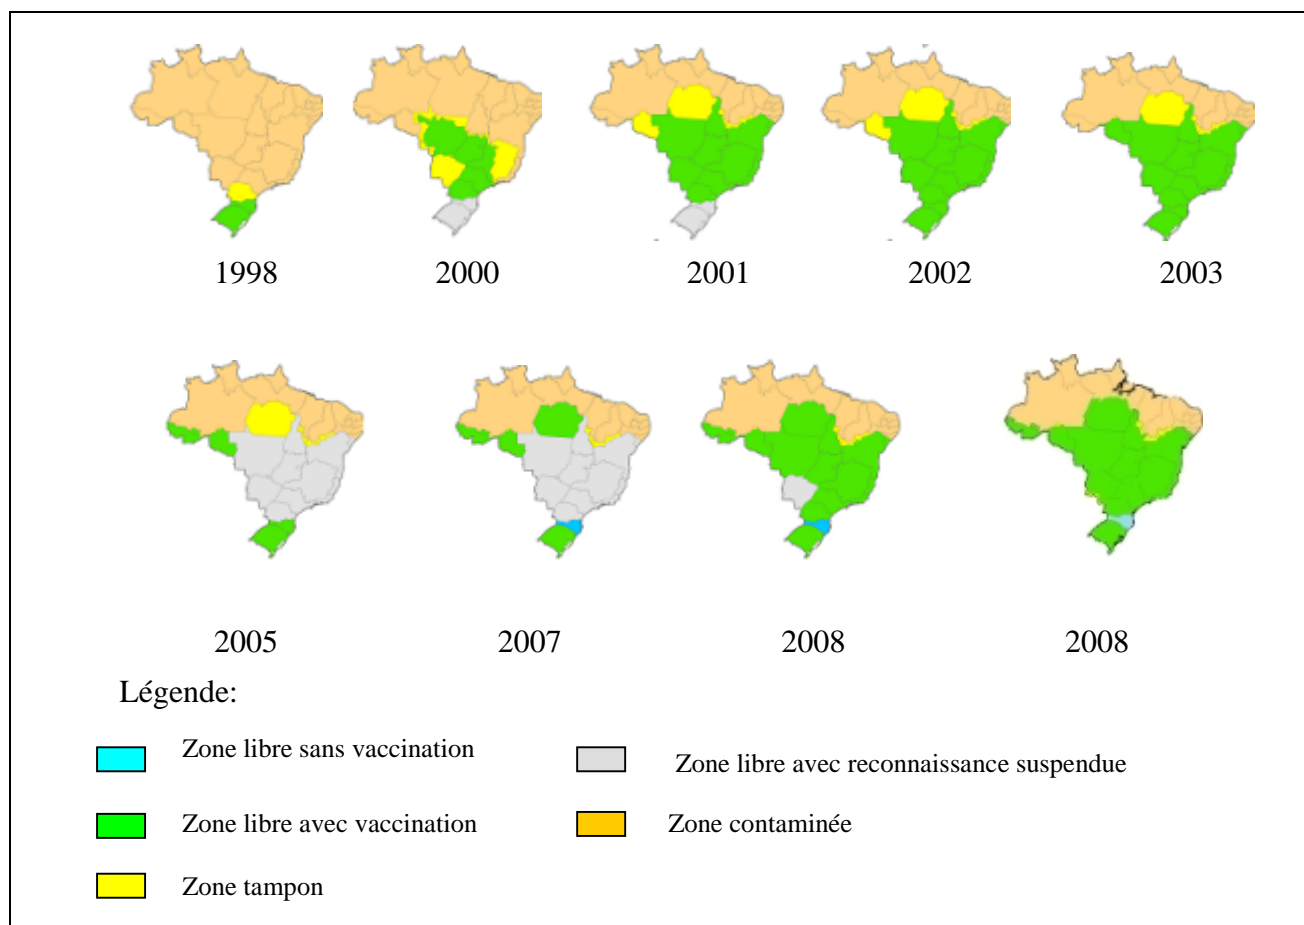 1998
2000
2001
2002
2003
2005
2007
2008
2008
Légende:
Zone libre sans vaccination
Zone libre avec reconnaissance suspendue
Zone libre avec vaccination
Zone contaminée
Zone tampon